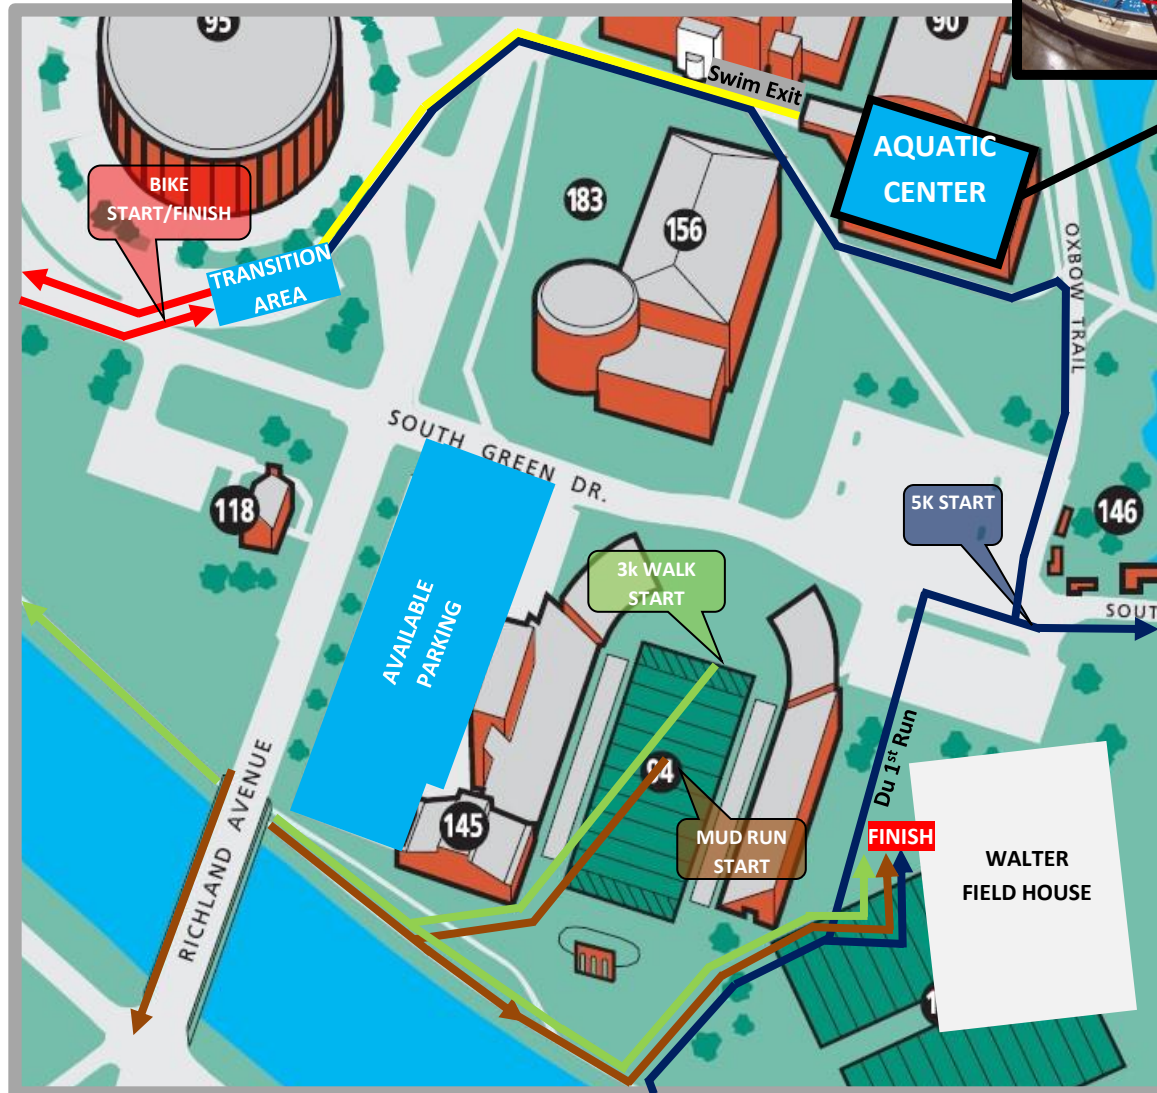 95
90
Swim Exit
AQUATIC
CENTER
BIKE
START/FINISH
183
156
TRANSITION
AREA
OXBOW TRAIL
SOUTH GREEN DR.
118
5K START
146
3k WALK
START
SOUT
AVAILABLE
PARKING
Du 1st Run
RICHLAND AVENUE
94
145
MUD RUN
START
FINISH
WALTER
FIELD HOUSE